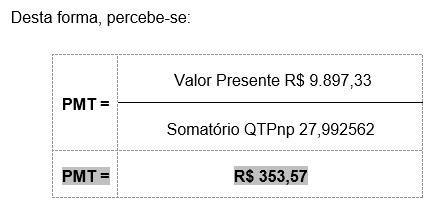 Desta forma, percebe-se:
Valor Presente R$ 9.897,33
PMT =
Somatório QTPnp 27,992562
PMT = R$ 353,57